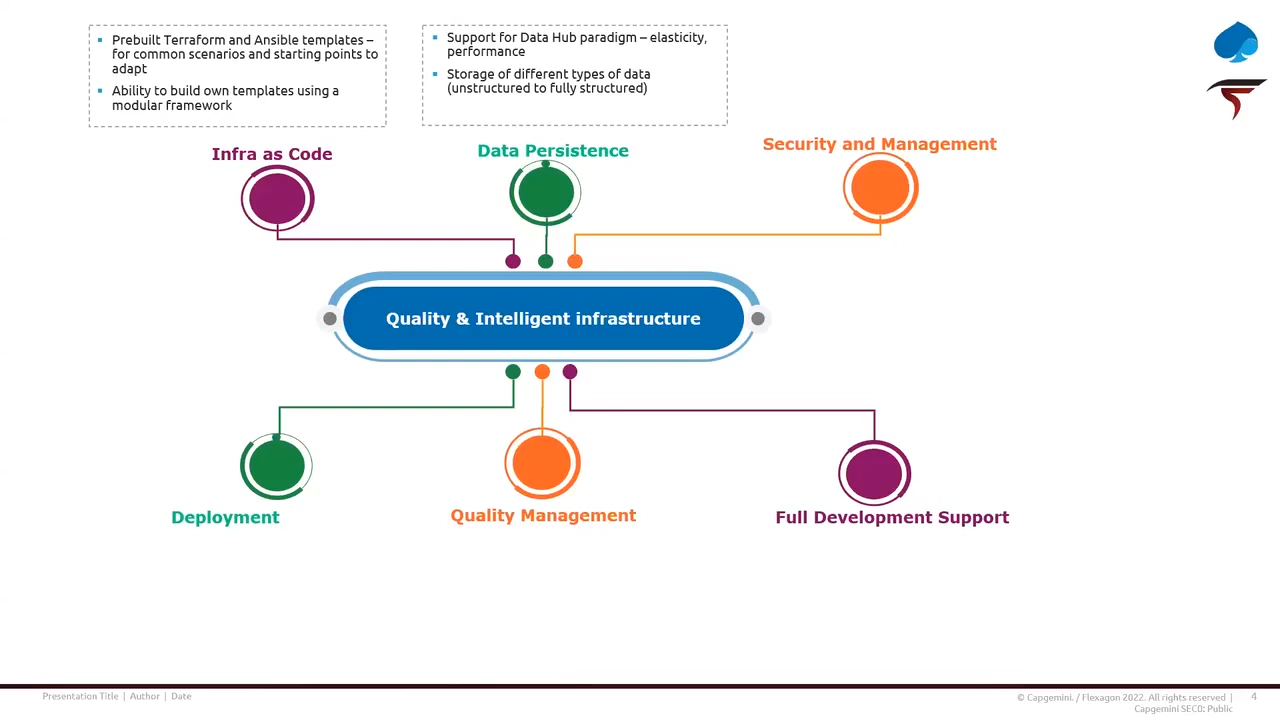 ▪ Prebuilt Terraform and Ansible templates –
for common scenarios and starting points to
adapt
▪ Ability to build own templates using a
modular framework
▪ Support for Data Hub paradigm – elasticity,
performance
▪ Storage of different types of data
(unstructured to fully structured)
Infra as Code
Data Persistence
Security and Management
Quality & Intelligent infrastructure
Deployment
Quality Management
Full Development Support
Presentation Title | Author | Date
© Capgemini. / Flexagon 2022. All rights reserved |
Capgemini SEC0: Public
4